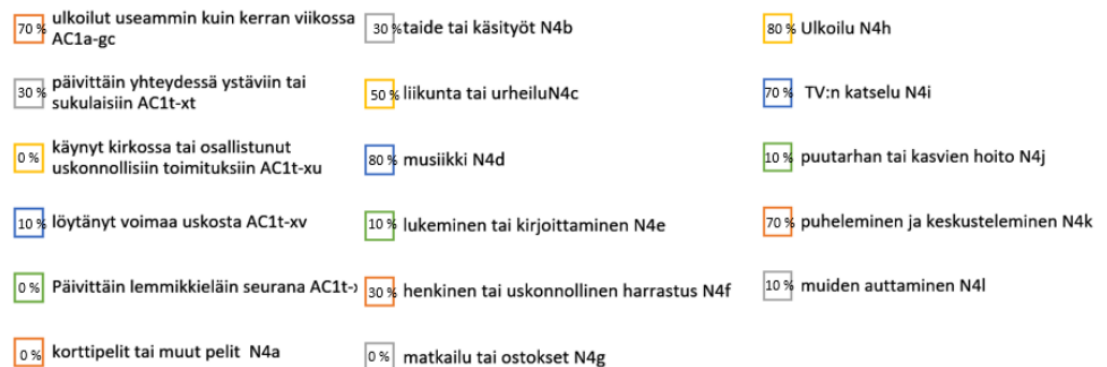 70 % ulkoilut useammin kuin kerran viikossa
AC1a-gc
30 % päivittäin yhteydessä ystäviin tai
sukulaisiin AC1t-xt
0 % käynyt kirkossa tai osallistunut
uskonnollisiin toimituksiin AC1t-xu
10 % löytänyt voimaa uskosta AC1t-xv
0 % Päivittäin lemmikkieläin seurana AC1t-
0 % korttipelit tai muut pelit N4a
30 % taide tai käsityöt N4b
50 % liikunta tai urheiluN4c
80 % musiikki N4d
10 % lukeminen tai kirjoittaminen N4e
30 % henkinen tai uskonnollinen harrastus N4f
0 % matkailu tai ostokset N4g
80 % Ulkoilu N4h
70 % TV:n katselu N4i
10 % puutarhan tai kasvien hoito N4j
70 % puheleminen ja keskusteleminen N4k
10 % muiden auttaminen N4l